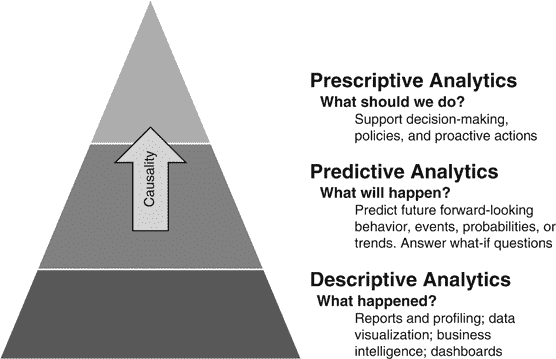 Prescriptive Analytics
What should we do?
Support decision-making,
policies, and proactive actions
Causality
Predictive Analytics
What will happen?
Predict future forward-looking
behavior, events, probabilities, or
trends. Answer what-if questions
Descriptive Analytics
What happened?
Reports and profiling; data
visualization; business
intelligence; dashboards